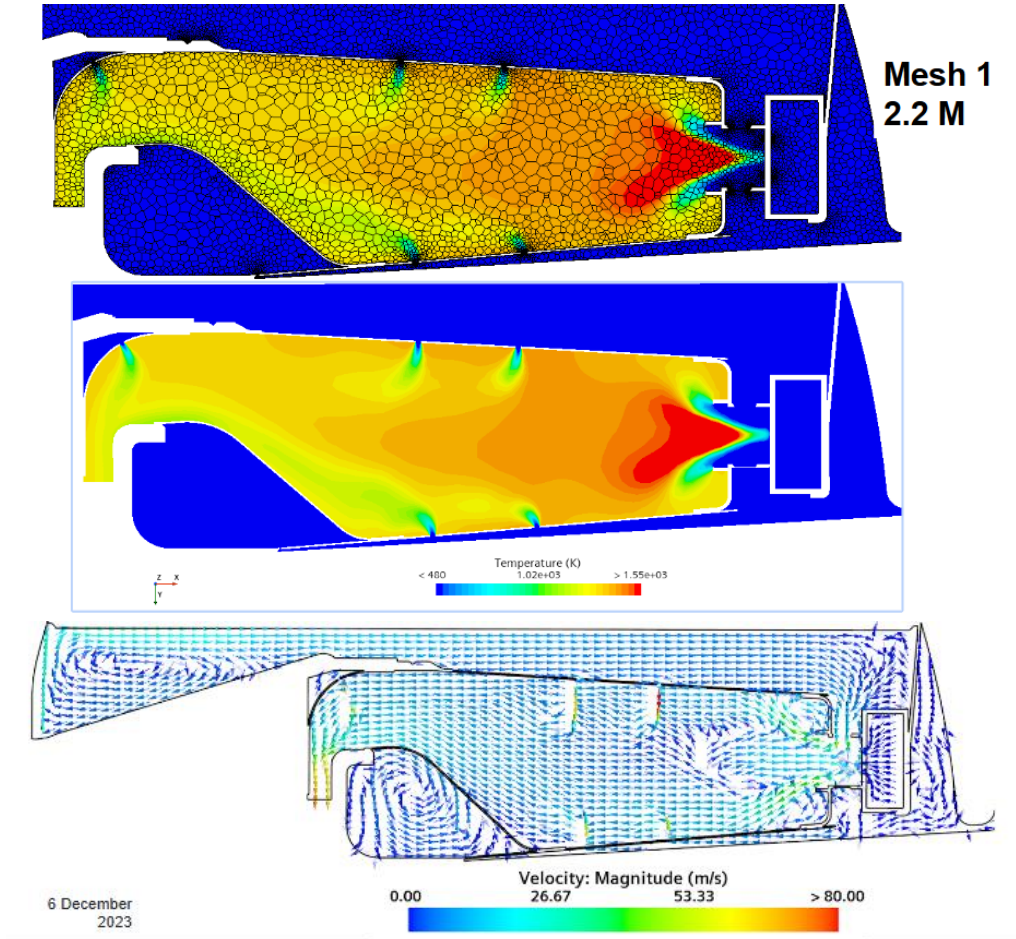 Mesh 1
2.2 M
Temperature (K)
< 480 1.02e+03 > 1.55e+03
Z X
Y
Velocity: Magnitude (m/s)
0.00 26.67 53.33 > 80.00
6 December
2023